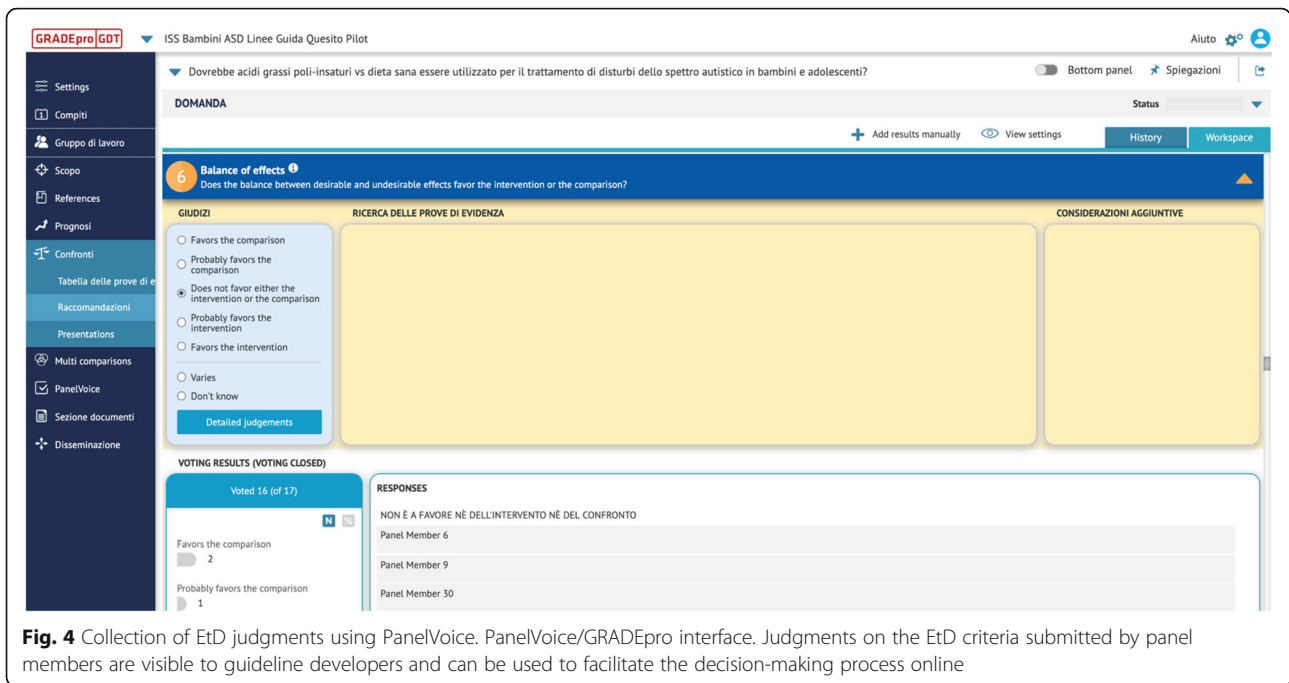 GRADEpro GDT
ISS Bambini ASD Linee Guida Quesito Pilot
Aiuto
Settings
Compiti
Gruppo di lavoro
Scopo
References
Prognosi
Confronti
Tabella delle prove di e
Raccomandazioni
Presentations
Multi comparisons
PanelVoice
Sezione documenti
Disseminazione
Dovrebbe acidi grassi poli-insaturi vs dieta sana essere utilizzato per il trattamento di disturbi dello spettro autistico in bambini e adolescenti?
Bottom panel
Spiegazioni
DOMANDA
Status
Add results manually
View settings
History
Workspace
6
Balance of effects
Does the balance between desirable and undesirable effects favor the intervention or the comparison?
GIUDIZI
RICERCA DELLE PROVE DI EVIDENZA
CONSIDERAZIONI AGGIUNTIVE
Favors the comparison
Probably favors the
comparison
Does not favor either the
intervention or the comparison
Probably favors the
intervention
Favors the intervention
Varies
Don't know
Detailed judgements
VOTING RESULTS (VOTING CLOSED)
Voted 16 (of 17)
N %
Favors the comparison
2
Probably favors the comparison
1
RESPONSES
NON È A FAVORE NÈ DELL'INTERVENTO NÈ DEL CONFRONTO
Panel Member 6
Panel Member 9
Panel Member 30
Fig. 4 Collection of EtD judgments using PanelVoice. PanelVoice/GRADEpro interface. Judgments on the EtD criteria submitted by panel
members are visible to guideline developers and can be used to facilitate the decision-making process online